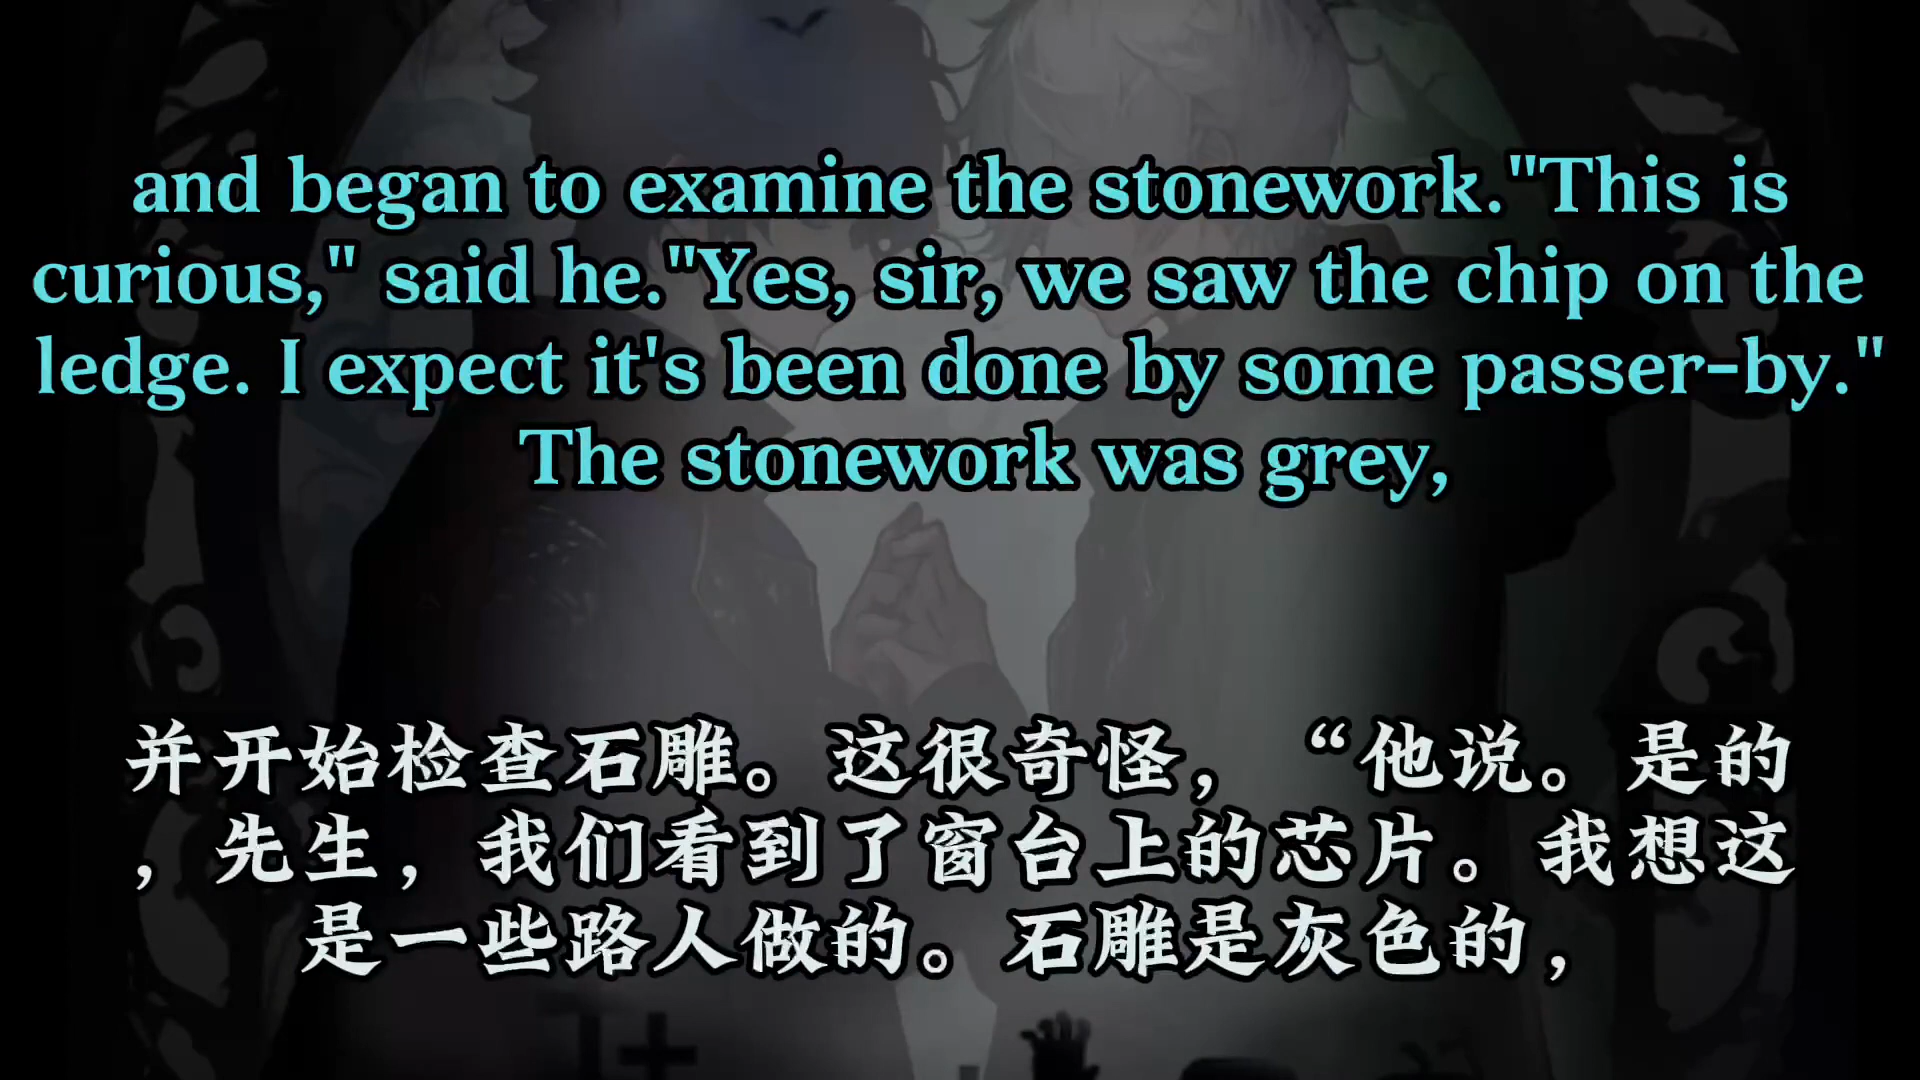 and began to examine the stonework."This is
curious," said he."Yes, sir, we saw the chip on the
ledge. I expect it's been done by some passer-by."
The stonework was grey,
并开始检查石雕。这很奇怪，“他说。是的
，先生，我们看到了窗台上的芯片。我想这
是一些路人做的。石雕是灰色的，